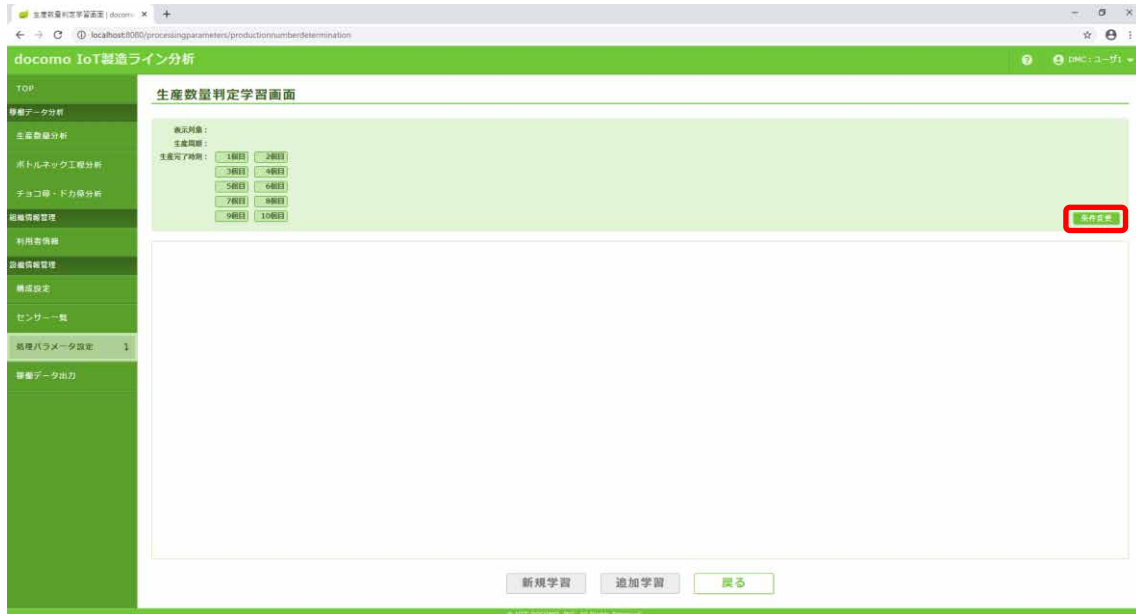 生産数量判定学習画面 | docom
localhost:8080/processingparameters/productionnumberdetermination
docomo IoT製造ライン分析
DMC : ユーザ1
TOP
稼働データ分析
生産数量分析
ボトルネック工程分析
チョコ停・ドカ停分析
組織情報管理
利用者情報
設備情報管理
構成設定
センサー一覧
処理パラメータ設定
稼働データ出力
生産数量判定学習画面
表示対象 :
生産周期 :
生産完了時刻 :
1個目 2個目
3個目 4個目
5個目 6個目
7個目 8個目
9個目 10個目
条件変更
新規学習 追加学習 戻る